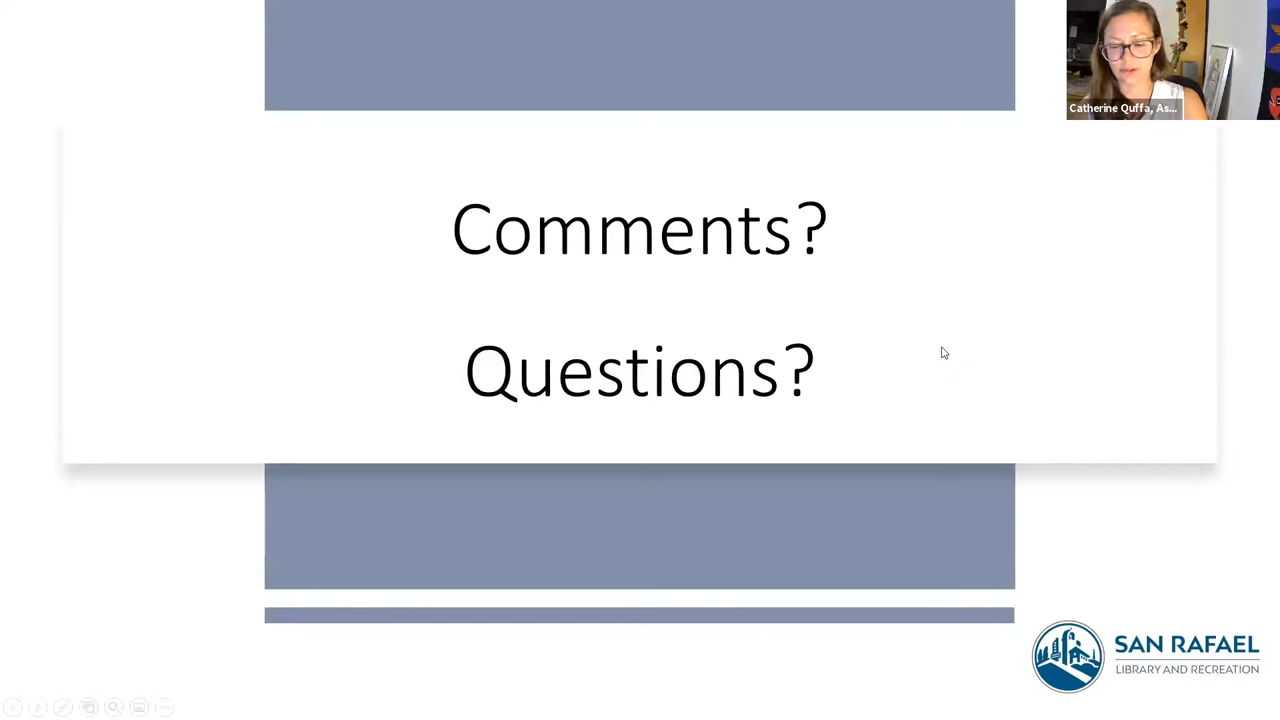 Catherine Quffa, As...
Comments?
Questions?
SAN RAFAEL
LIBRARY AND RECREATION